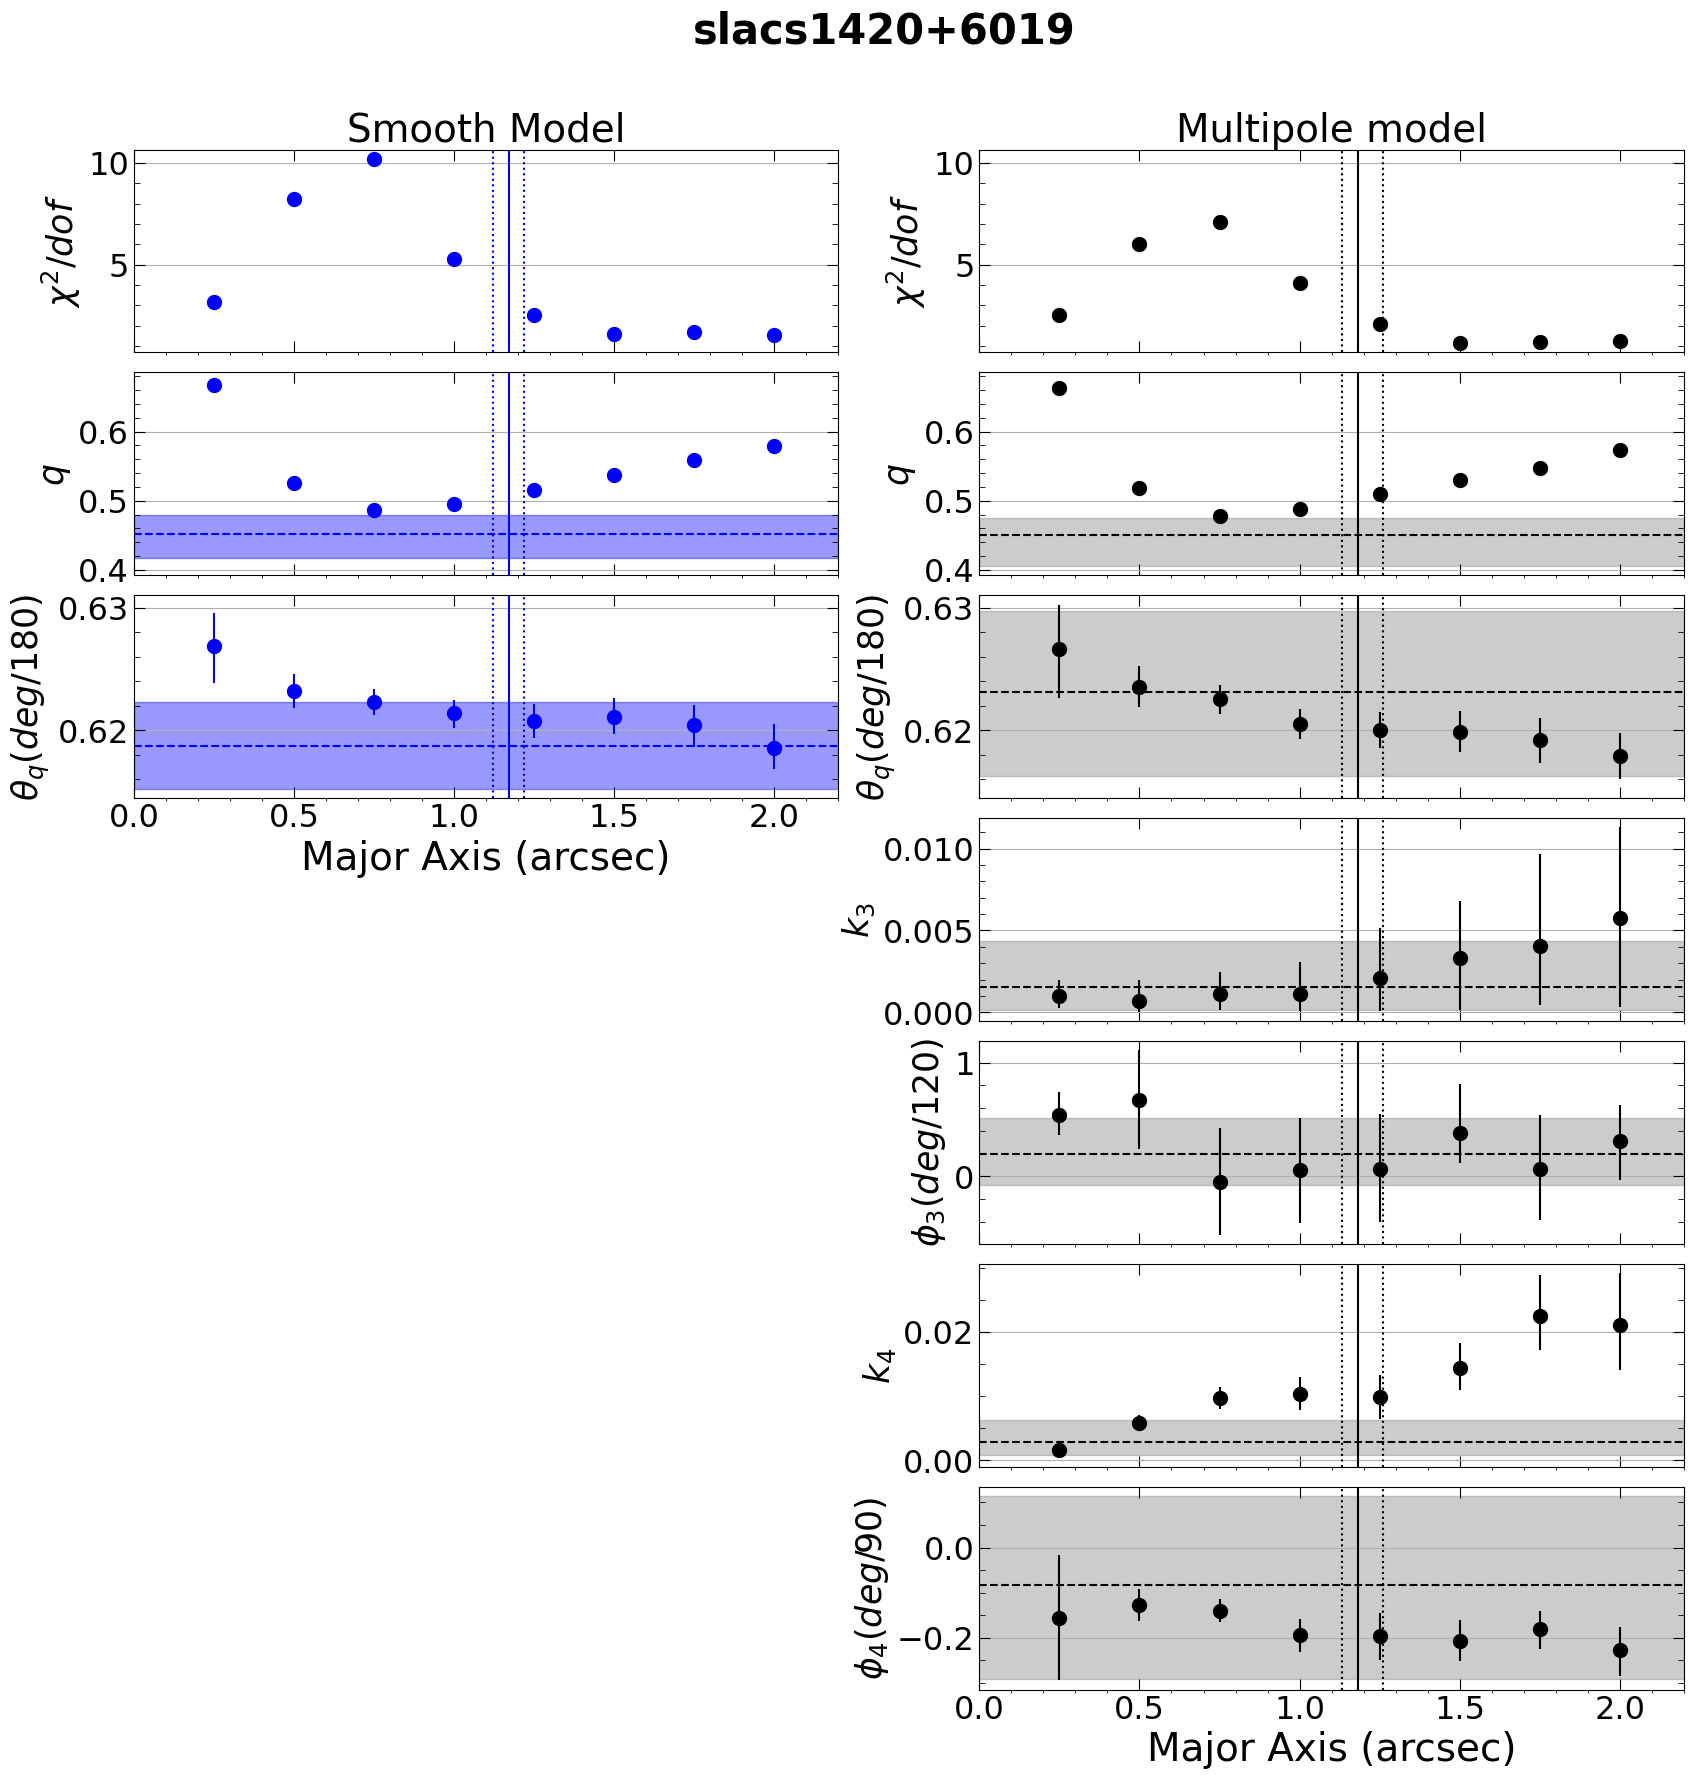 slacs1420+6019
Smooth Model
10
5
χ²/dof
0.6
0.5
0.4
q
0.63
0.62
θ_q(deg/180)
0.0 0.5 1.0 1.5 2.0
Major Axis (arcsec)
Multipole model
10
5
χ²/dof
0.6
0.5
0.4
q
0.63
0.62
θ_q(deg/180)
0.010
0.005
0.000
k₃
1
0
ϕ₃(deg/120)
0.02
0.00
k₄
0.0
−0.2
ϕ₄(deg/90)
0.0 0.5 1.0 1.5 2.0
Major Axis (arcsec)